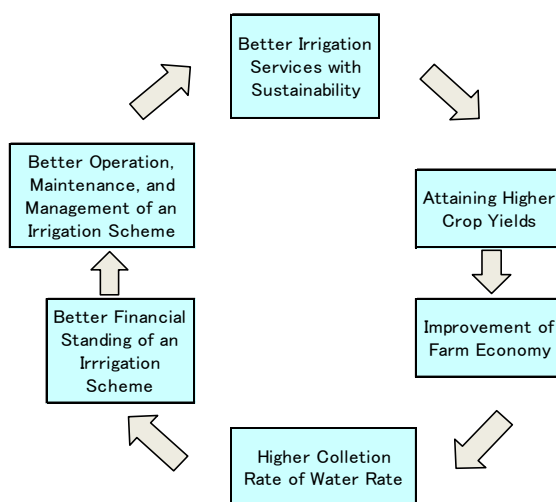 Better Irrigation
Services with
Sustainability
Attaining Higher
Crop Yields
Improvement of
Farm Economy
Higher Colletion
Rate of Water Rate
Better Financial
Standing of an
Irrrigation
Scheme
Better Operation,
Maintenance, and
Management of an
Irrigation Scheme